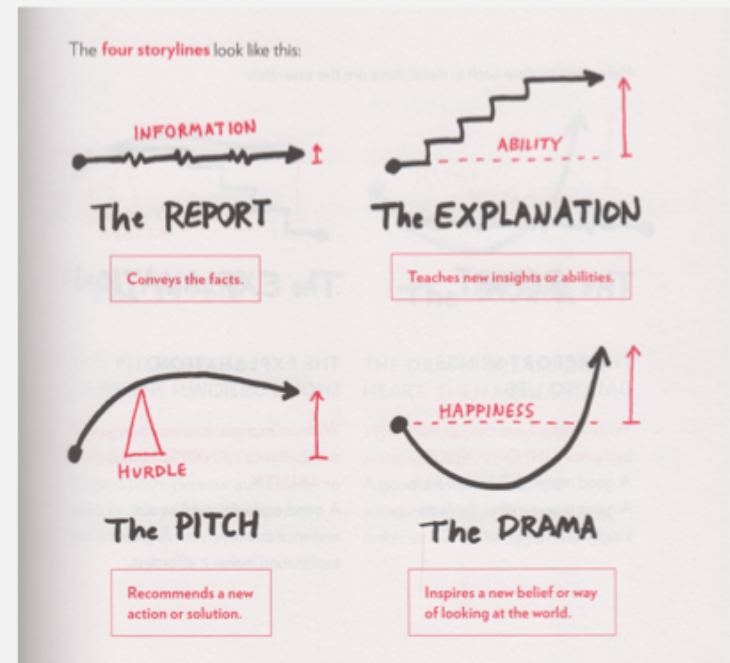 The four storylines look like this:
INFORMATION
The REPORT
Conveys the facts.
ABILITY
The EXPLANATION
Teaches new insights or abilities.
HURDLE
The PITCH
Recommends a new
action or solution.
HAPPINESS
The DRAMA
Inspires a new belief or way
of looking at the world.